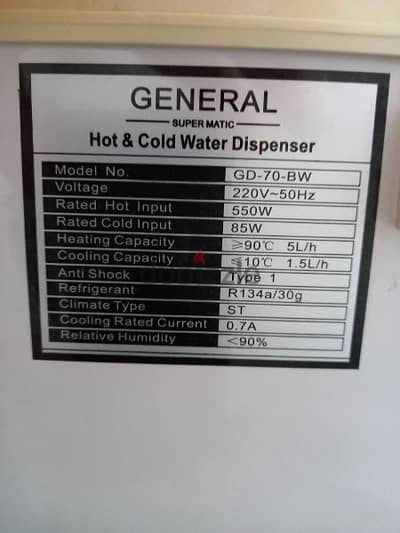 GENERAL
SUPER MATIC
Hot & Cold Water Dispenser
Model No. GD-70-BW
Voltage 220V~50Hz
Rated Hot Input 550W
Rated Cold Input 85W
Heating Capacity ≥90℃ 5L/h
Cooling Capacity ≤10℃ 1.5L/h
Anti Shock Type 1
Refrigerant R134a/30g
Climate Type ST
Cooling Rated Current 0.7A
Relative Humidity <90%